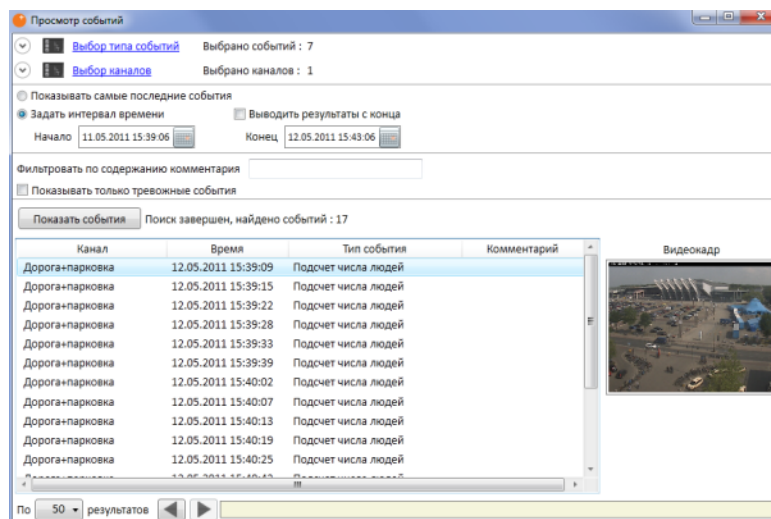 Просмотр событий
Выбор типа событий Выбрано событий : 7
Выбор каналов Выбрано каналов : 1
Показывать самые последние события
Задать интервал времени Выводить результаты с конца
Начало 11.05.2011 15:39:06 Конец 12.05.2011 15:43:06
Фильтровать по содержанию комментария
Показывать только тревожные события
Показать события Поиск завершен, найдено событий : 17
Канал Время Тип события Комментарий Видеокадр
Дорога+парковка 12.05.2011 15:39:09 Подсчет числа людей
Дорога+парковка 12.05.2011 15:39:15 Подсчет числа людей
Дорога+парковка 12.05.2011 15:39:22 Подсчет числа людей
Дорога+парковка 12.05.2011 15:39:28 Подсчет числа людей
Дорога+парковка 12.05.2011 15:39:33 Подсчет числа людей
Дорога+парковка 12.05.2011 15:39:39 Подсчет числа людей
Дорога+парковка 12.05.2011 15:40:02 Подсчет числа людей
Дорога+парковка 12.05.2011 15:40:07 Подсчет числа людей
Дорога+парковка 12.05.2011 15:40:13 Подсчет числа людей
Дорога+парковка 12.05.2011 15:40:19 Подсчет числа людей
Дорога+парковка 12.05.2011 15:40:25 Подсчет числа людей
По 50 результатов